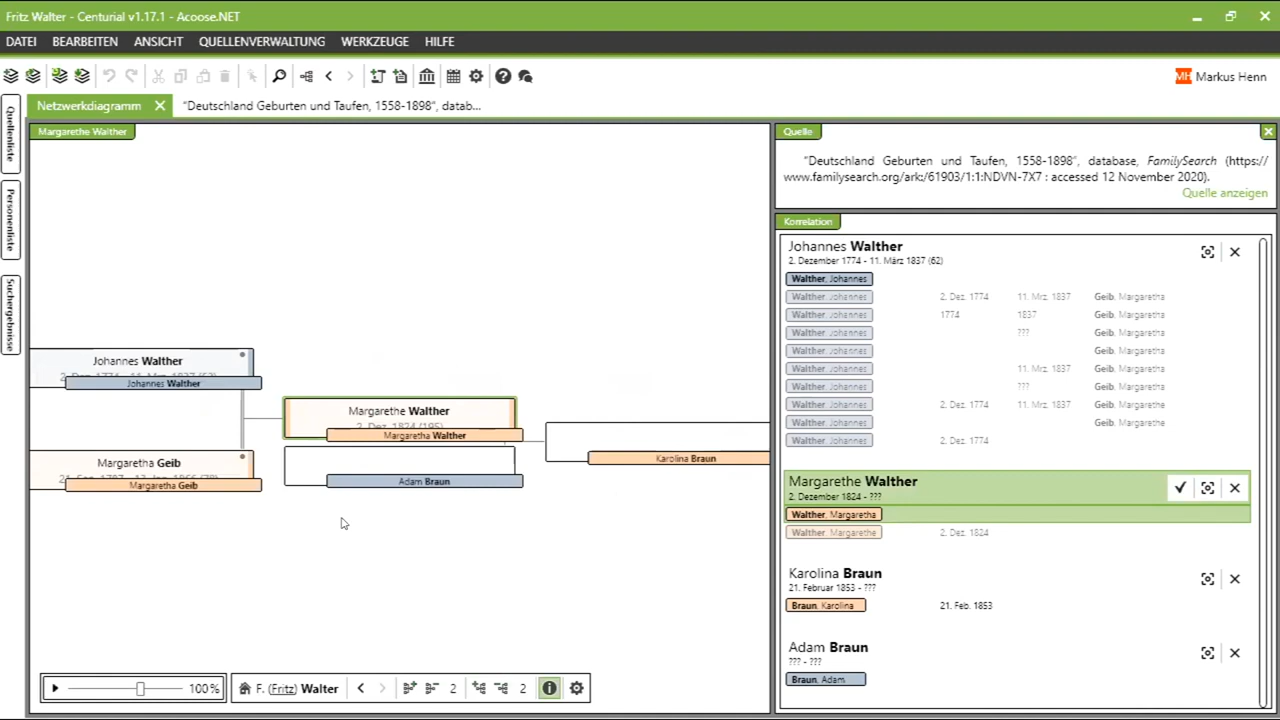 Fritz Walter - Centurial v1.17.1 - Acoose.NET
DATEI BEARBEITEN ANSICHT QUELLENVERWALTUNG WERKZEUGE HILFE
MH Markus Henn
Netzwerkdiagramm
"Deutschland Geburten und Taufen, 1558-1898", datab...
Quellenliste
Personenliste
Suchergebnisse
Margarethe Walther
Johannes Walther
Johannes Walther
Margaretha Geib
Margaretha Geib
Margarethe Walther
2. Dez. 1824 (195)
Margaretha Walther
Adam Braun
Karolina Braun
100%
F. (Fritz) Walter
2
2
Quelle
"Deutschland Geburten und Taufen, 1558-1898", database, FamilySearch (https://
www.familysearch.org/ark:/61903/1:1:NDVN-7X7 : accessed 12 November 2020).
Quelle anzeigen
Korrelation
Johannes Walther
2. Dezember 1774 - 11. März 1837 (62)
Walther, Johannes
Walther, Johannes 2. Dez. 1774 11. Mrz. 1837 Geib, Margaretha
Walther, Johannes 1774 1837 Geib, Margaretha
Walther, Johannes ??? Geib, Margaretha
Walther, Johannes Geib, Margaretha
Walther, Johannes 11. Mrz. 1837 Geib, Margaretha
Walther, Johannes ??? Geib, Margaretha
Walther, Johannes 2. Dez. 1774 11. Mrz. 1837 Geib, Margaretha
Walther, Johannes Geib, Margaretha
Walther, Johannes 2. Dez. 1774
Margarethe Walther
2. Dezember 1824 - ???
Walther, Margaretha
Walther, Margarethe 2. Dez. 1824
Karolina Braun
21. Februar 1853 - ???
Braun, Karolina 21. Feb. 1853
Adam Braun
??? - ???
Braun, Adam